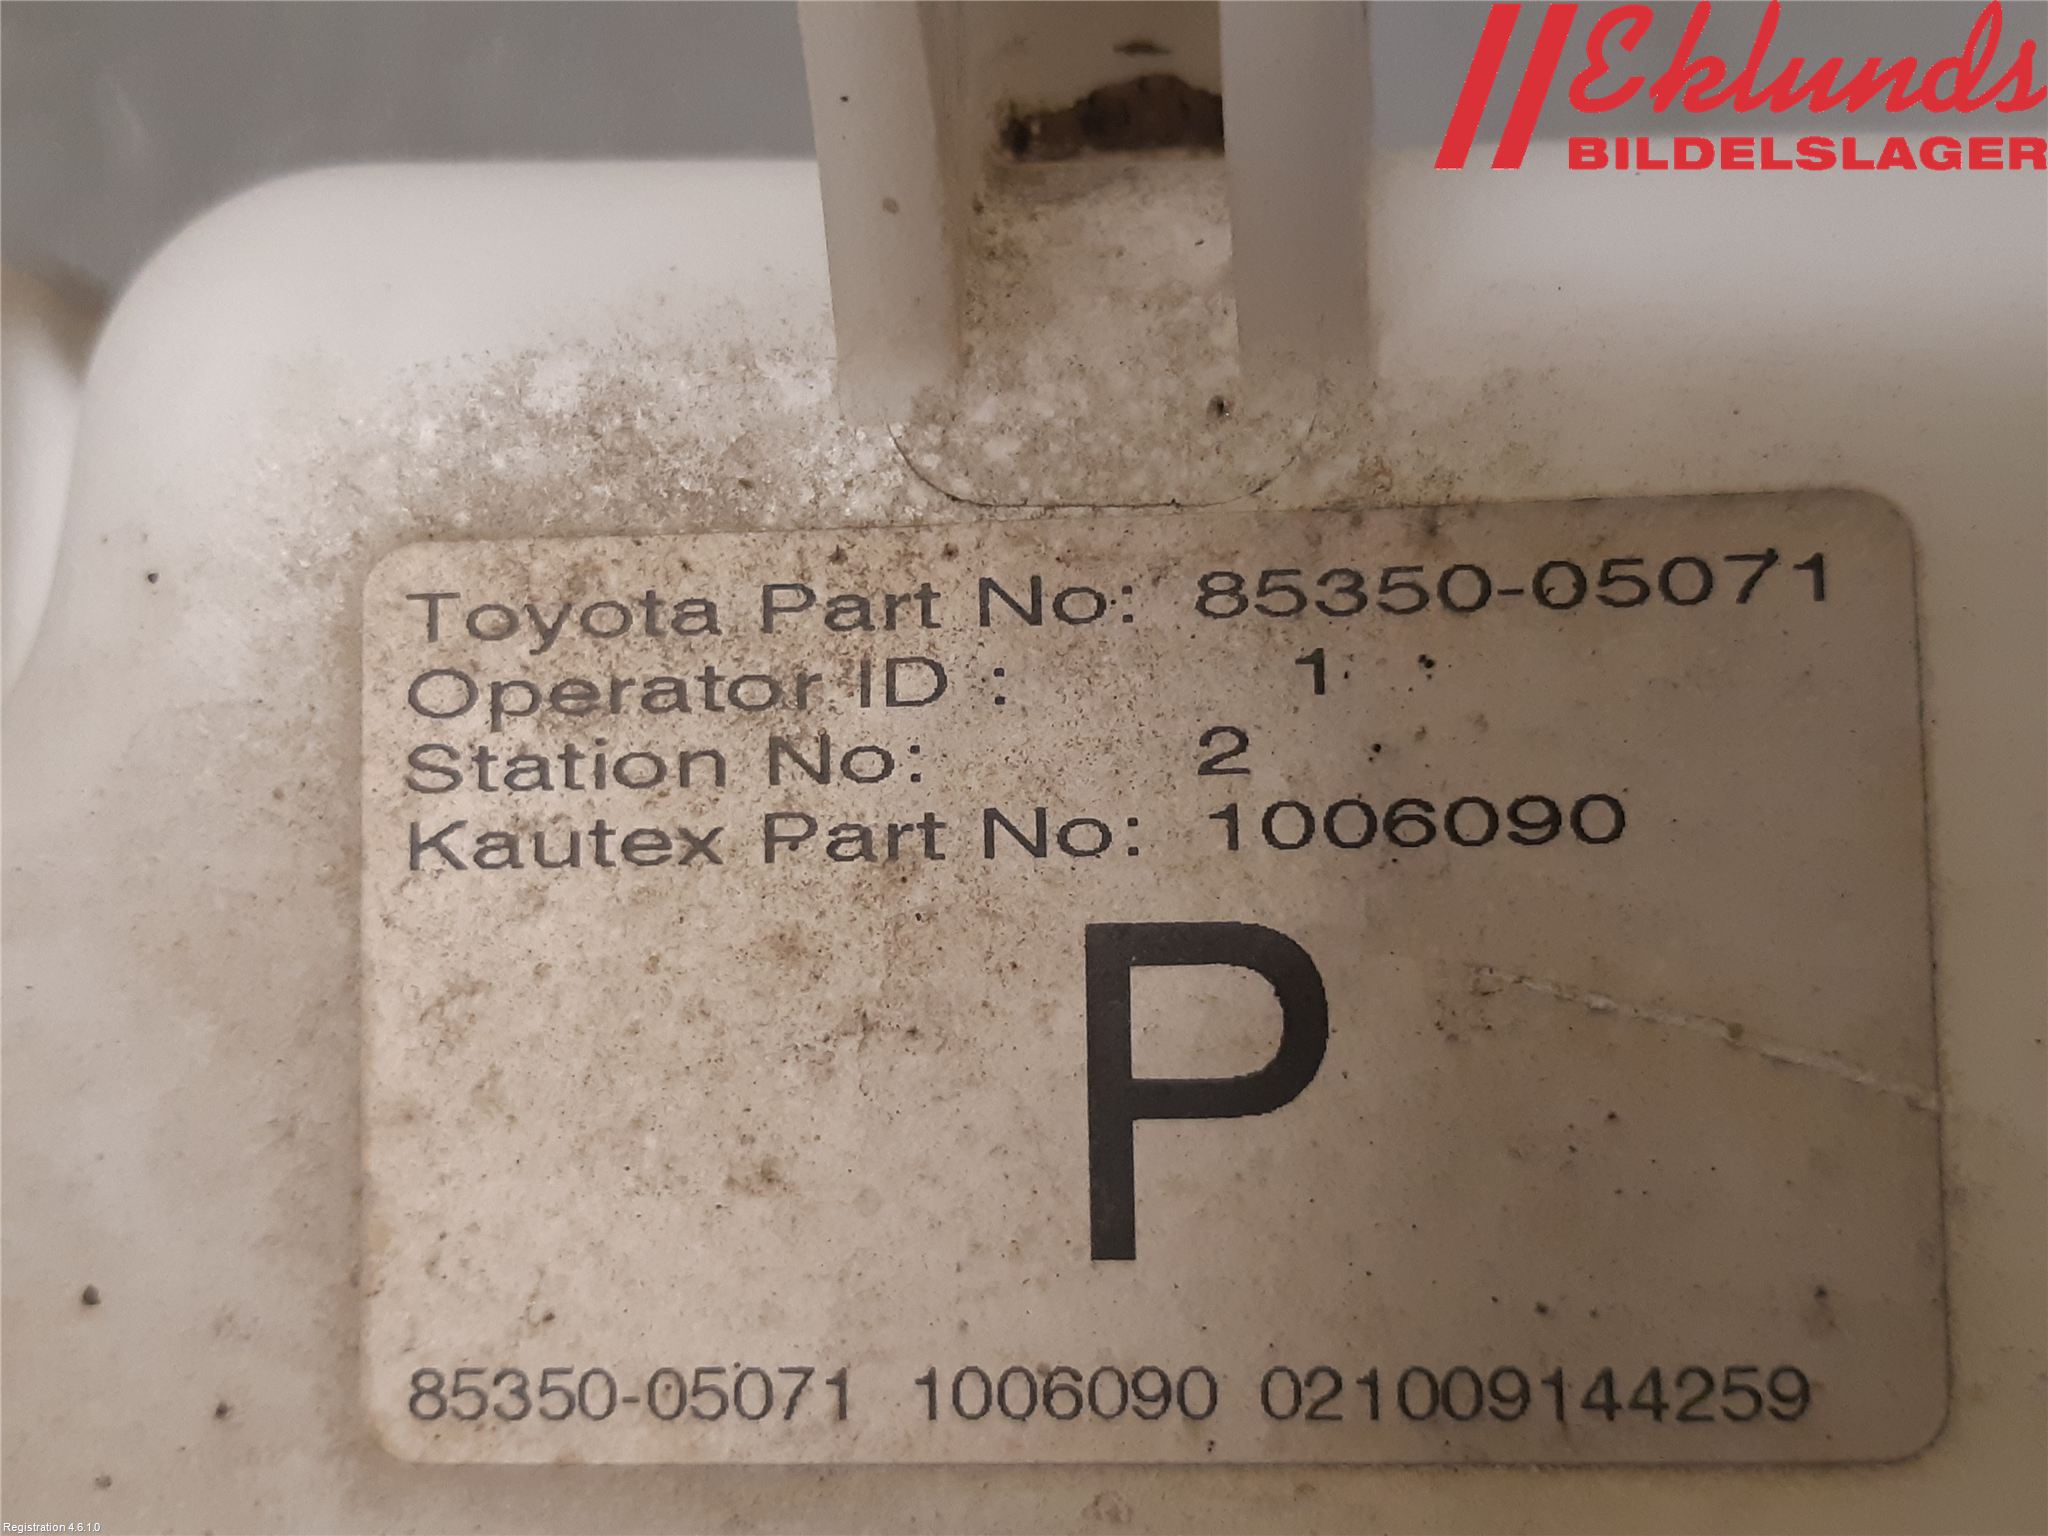 Eklunds
BILDELSLAGER
Toyota Part No: 85350-05071
Operator ID : 1
Station No: 2
Kautex Part No: 1006090
P
85350-05071 1006090 021009144259
Registration 4.6.1.0